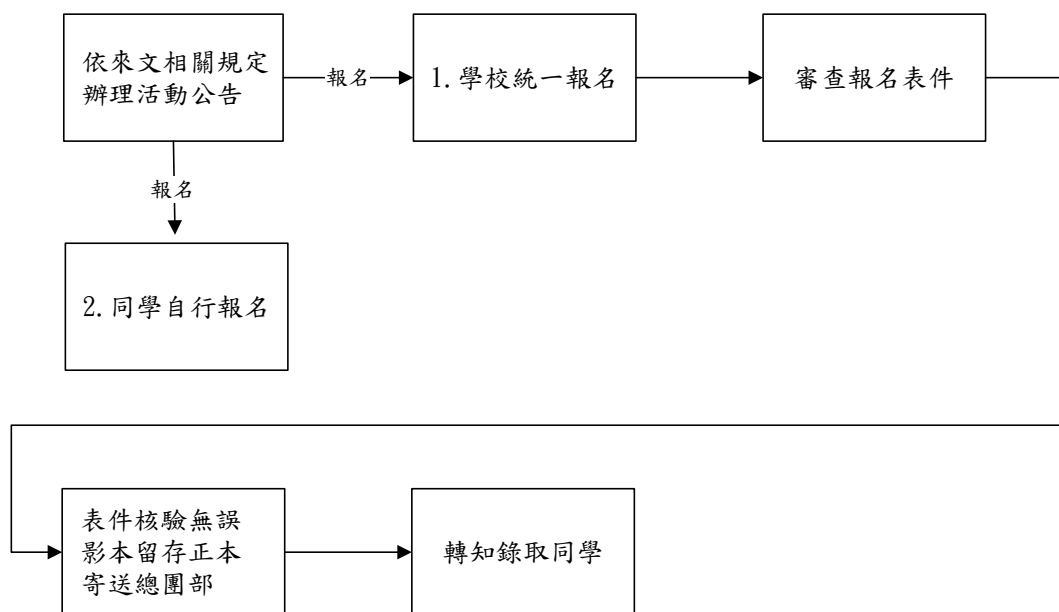 依來文相關規定
辦理活動公告
報名
1.學校統一報名
審查報名表件
報名
2.同學自行報名
表件核驗無誤
影本留存正本
寄送總團部
轉知錄取同學